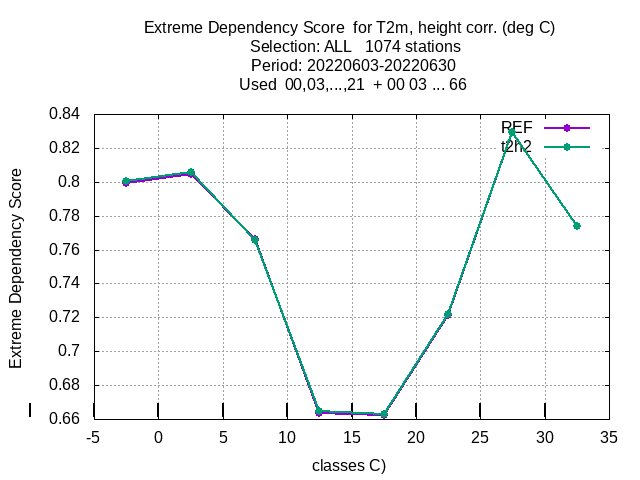 Extreme Dependency Score for T2m, height corr. (deg C)
Selection: ALL 1074 stations
Period: 20220603-20220630
Used 00,03,...,21 + 00 03 ... 66
Extreme Dependency Score
0.84
0.82
0.8
0.78
0.76
0.74
0.72
0.7
0.68
0.66
REF
t2h2
-5 0 5 10 15 20 25 30 35
classes C)